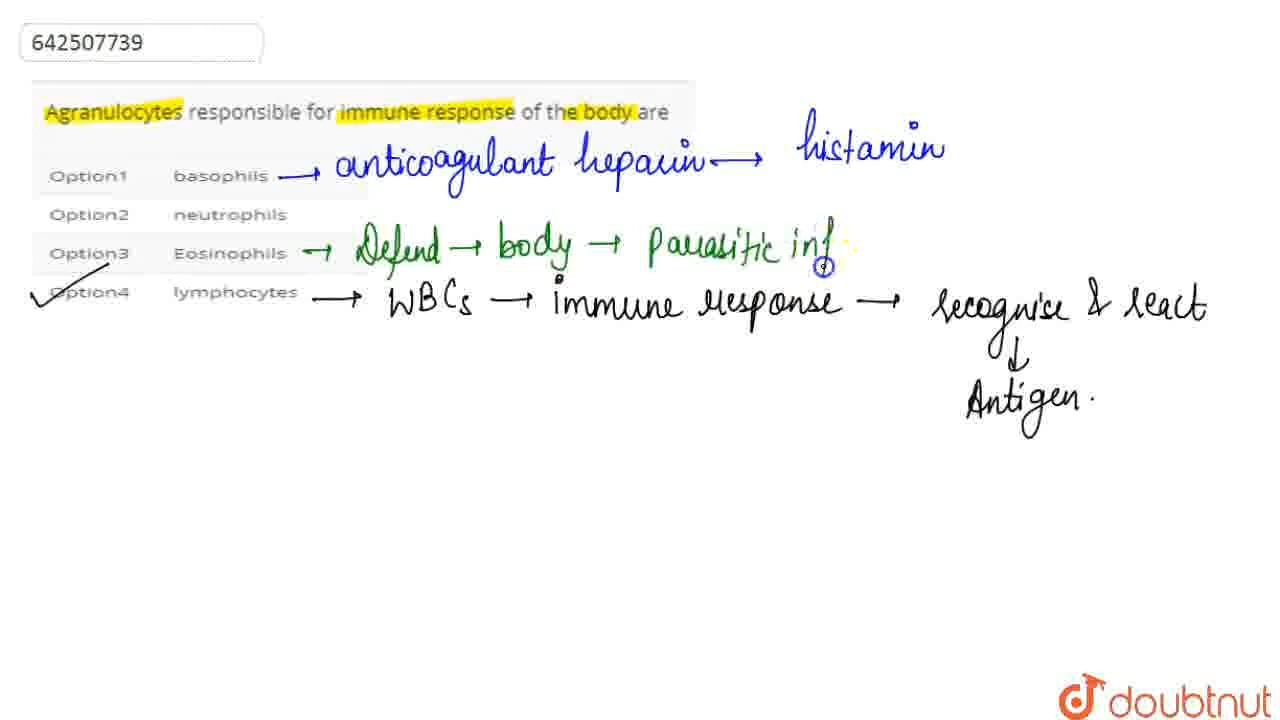 642507739
Agranulocytes responsible for immune response of the body are
Option1 basophils → anticoagulant heparin → histamin
Option2 neutrophils
Option3 Eosinophils → Defend → body → Parasitic inf
Option4 lymphocytes → WBCs → immune response → recognise & react
↓
Antigen.
doubtnut